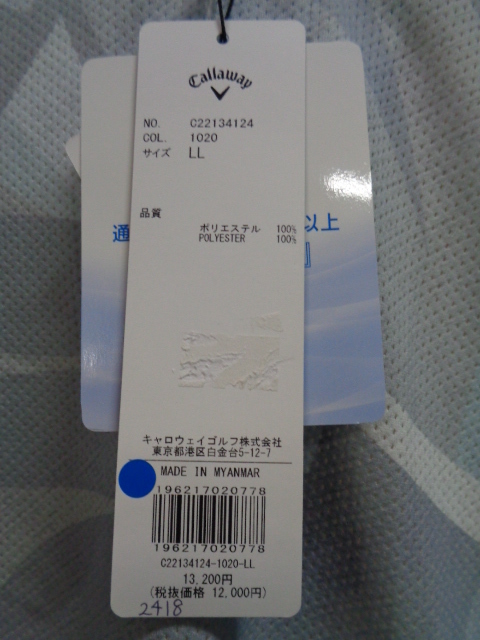 Callaway
NO. C22134124
COL. 1020
サイズ LL
品質
ポリエステル 100%
POLYESTER 100%
通
以上
』
キャロウェイゴルフ株式会社
東京都港区白金台5-12-7
MADE IN MYANMAR
196217020778
196217020778
C22134124-1020-LL
13,200円
(税抜価格 12,000円)
2418